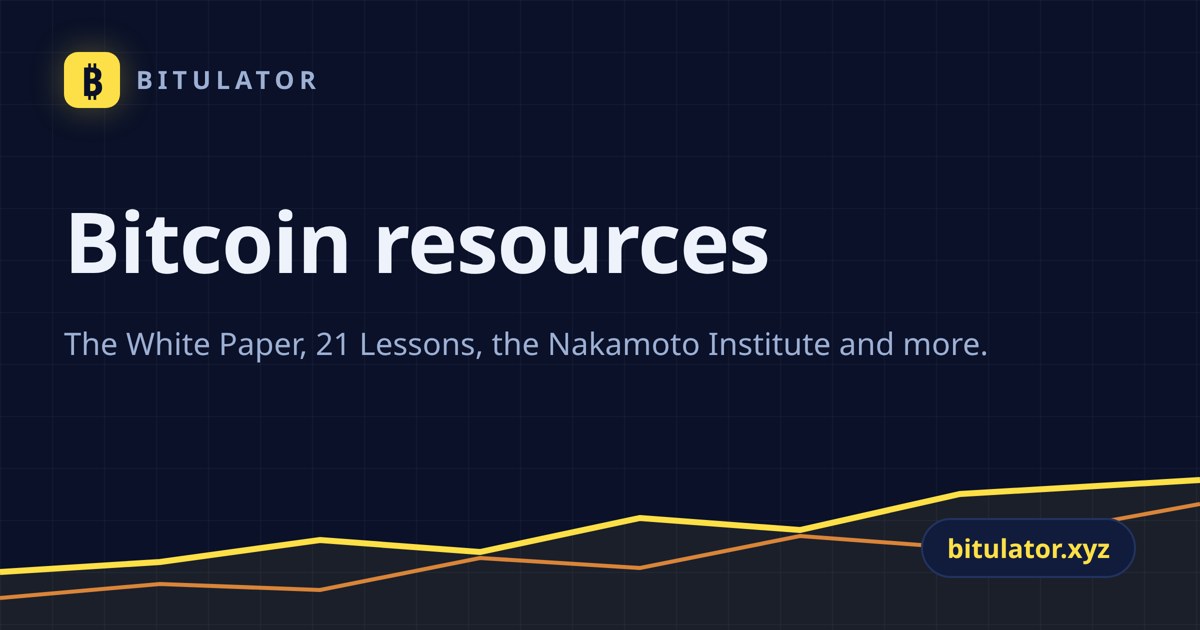 BITULATOR
Bitcoin resources
The White Paper, 21 Lessons, the Nakamoto Institute and more.
bitulator.xyz